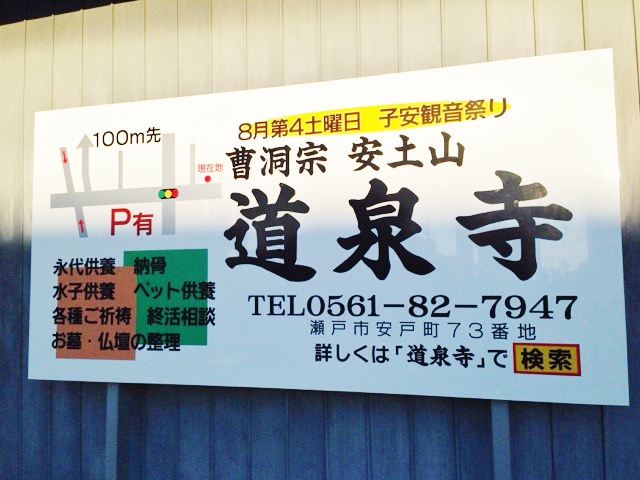 100m先
現在地
P有
永代供養 納骨
水子供養 ペット供養
各種ご祈祷 終活相談
お墓・仏壇の整理
8月第4土曜日 子安観音祭り
曹洞宗 安土山
道泉寺
TEL0561-82-7947
瀬戸市安戸町73番地
詳しくは「道泉寺」で 検索